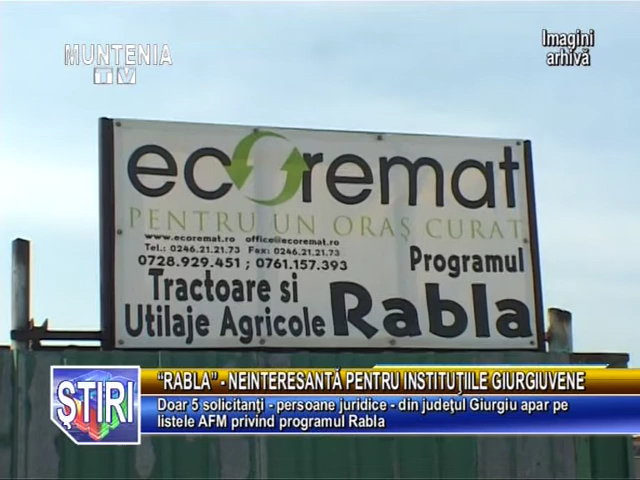 MUNTENIA
TV
Imagini
arhivă
ecoremat
PENTRU UN ORAȘ CURAT
www.ecoremat.ro office@ecoremat.ro
Tel.: 0246.21.21.73 Fax: 0246.21.21.73
0728.929.451 ; 0761.157.393
Programul
Tractoare si
Utilaje Agricole
Rabla
ŞTIRI
“RABLA” - NEINTERESANTĂ PENTRU INSTITUŢIILE GIURGIUVENE
Doar 5 solicitanţi - persoane juridice - din judeţul Giurgiu apar pe
listele AFM privind programul Rabla